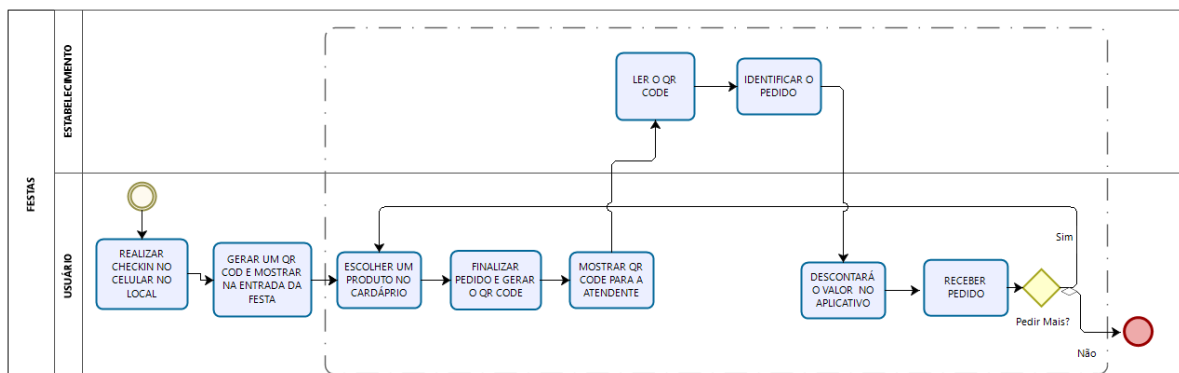 FESTAS
ESTABELECIMENTO
LER O QR
CODE
IDENTIFICAR O
PEDIDO
USUÁRIO
REALIZAR
CHECKIN NO
CELULAR NO
LOCAL
GERAR UM QR
COD E MOSTRAR
NA ENTRADA DA
FESTA
ESCOLHER UM
PRODUTO NO
CARDÁPRIO
FINALIZAR
PEDIDO E GERAR
O QR CODE
MOSTRAR QR
CODE PARA A
ATENDENTE
DESCONTARÁ
O VALOR NO
APLICATIVO
RECEBER
PEDIDO
Pedir Mais?
Sim
Não